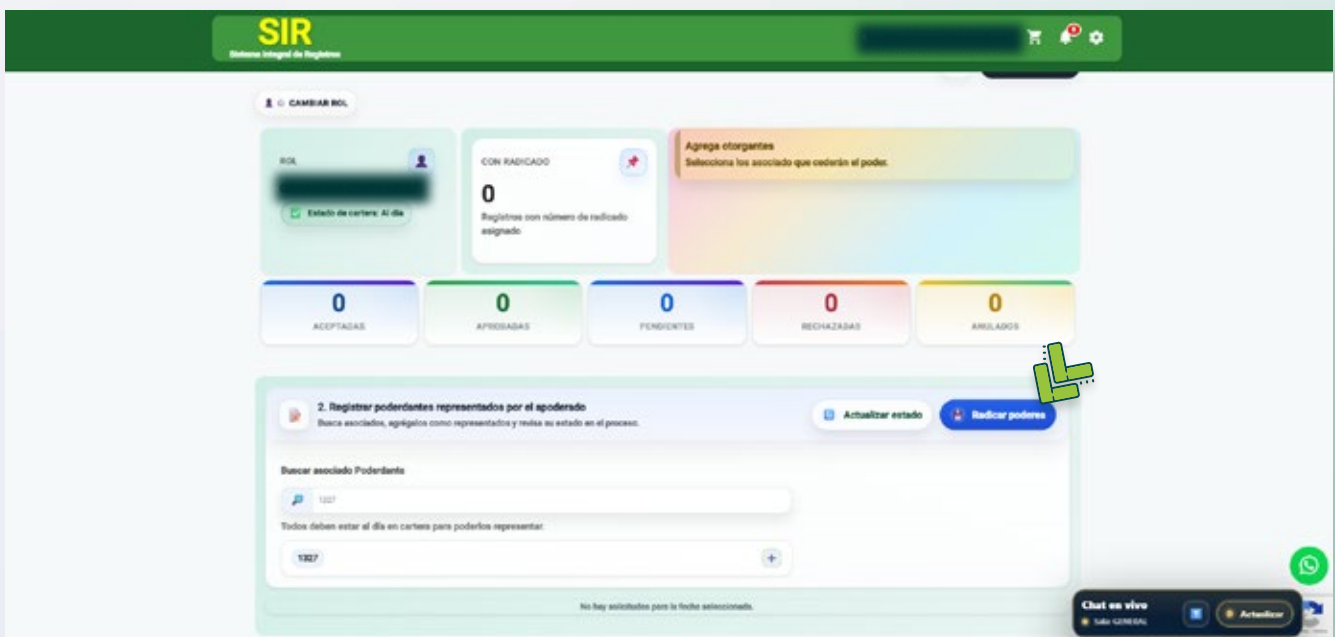 SIR
Sistema Integral de Registros
CAMBIAR ROL
ROL
Estado de cartera: Al día
CON RADICADO
0
Registros con número de radicado
asignado
Agrega otorgantes
Selecciona los asociado que cederán el poder.
0
ACEPTADAS
0
APROBADAS
0
PENDIENTES
0
RECHAZADAS
0
ANULADOS
2. Registrar poderdantes representados por el apoderado
Busca asociados, agrégalos como representados y revisa su estado en el proceso.
Actualizar estado
Radicar poderes
Buscar asociado Poderdante
1327
Todos deben estar al día en cartera para poderlos representar.
1327
+
No hay solicitudes para la fecha seleccionada.
Chat en vivo
Sala GENERAL
Actualizar